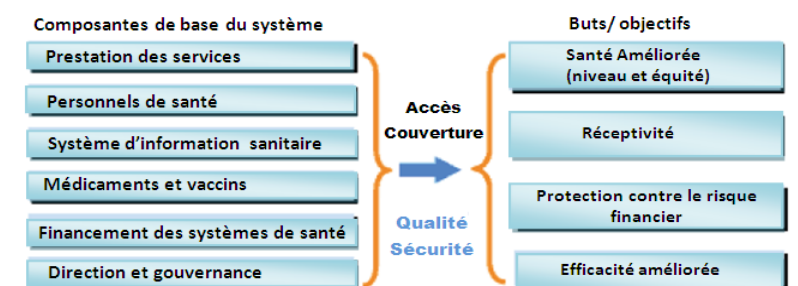 Composantes de base du système
Prestation des services
Personnels de santé
Système d’information sanitaire
Médicaments et vaccins
Financement des systèmes de santé
Direction et gouvernance
Accès
Couverture
Qualité
Sécurité
Buts/ objectifs
Santé Améliorée
(niveau et équité)
Réceptivité
Protection contre le risque
financier
Efficacité améliorée